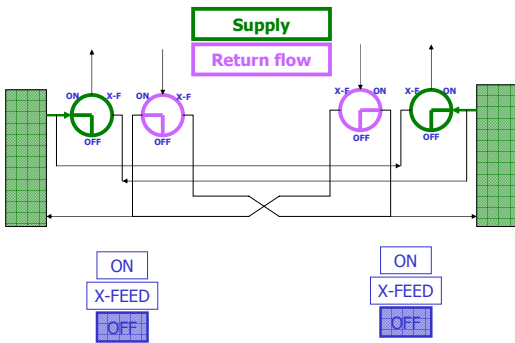 Supply
Return flow
ON X-F ON X-F X-F ON X-F ON
OFF OFF OFF OFF
ON ON
X-FEED X-FEED
OFF OFF